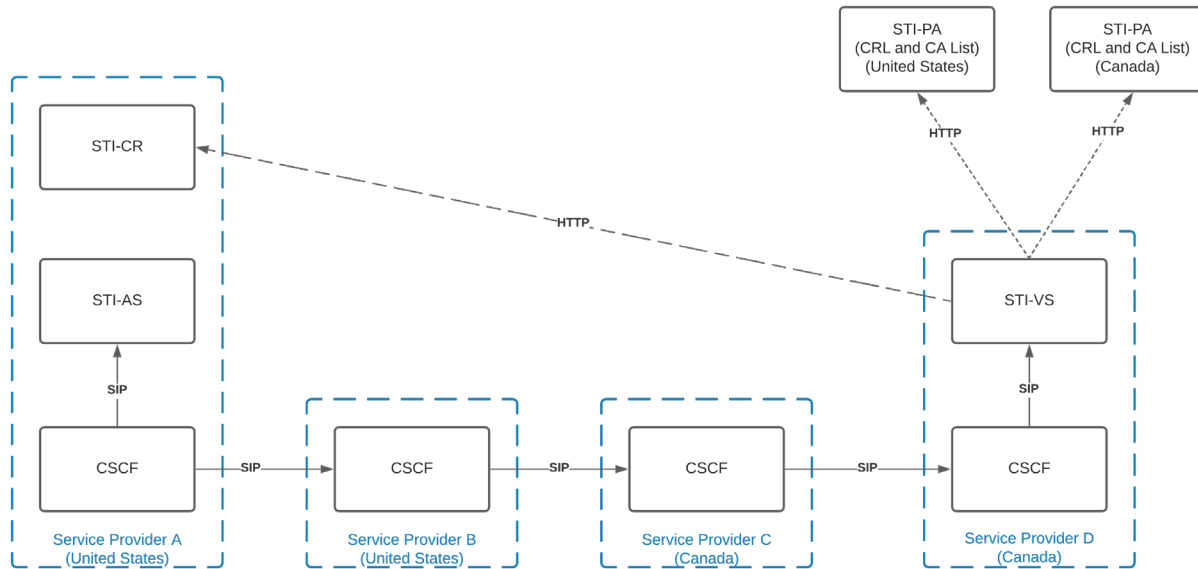 STI-PA
(CRL and CA List)
(United States)
STI-PA
(CRL and CA List)
(Canada)
STI-CR
HTTP
HTTP
HTTP
STI-AS
STI-VS
SIP
SIP
CSCF
SIP
CSCF
SIP
CSCF
SIP
CSCF
Service Provider A
(United States)
Service Provider B
(United States)
Service Provider C
(Canada)
Service Provider D
(Canada)